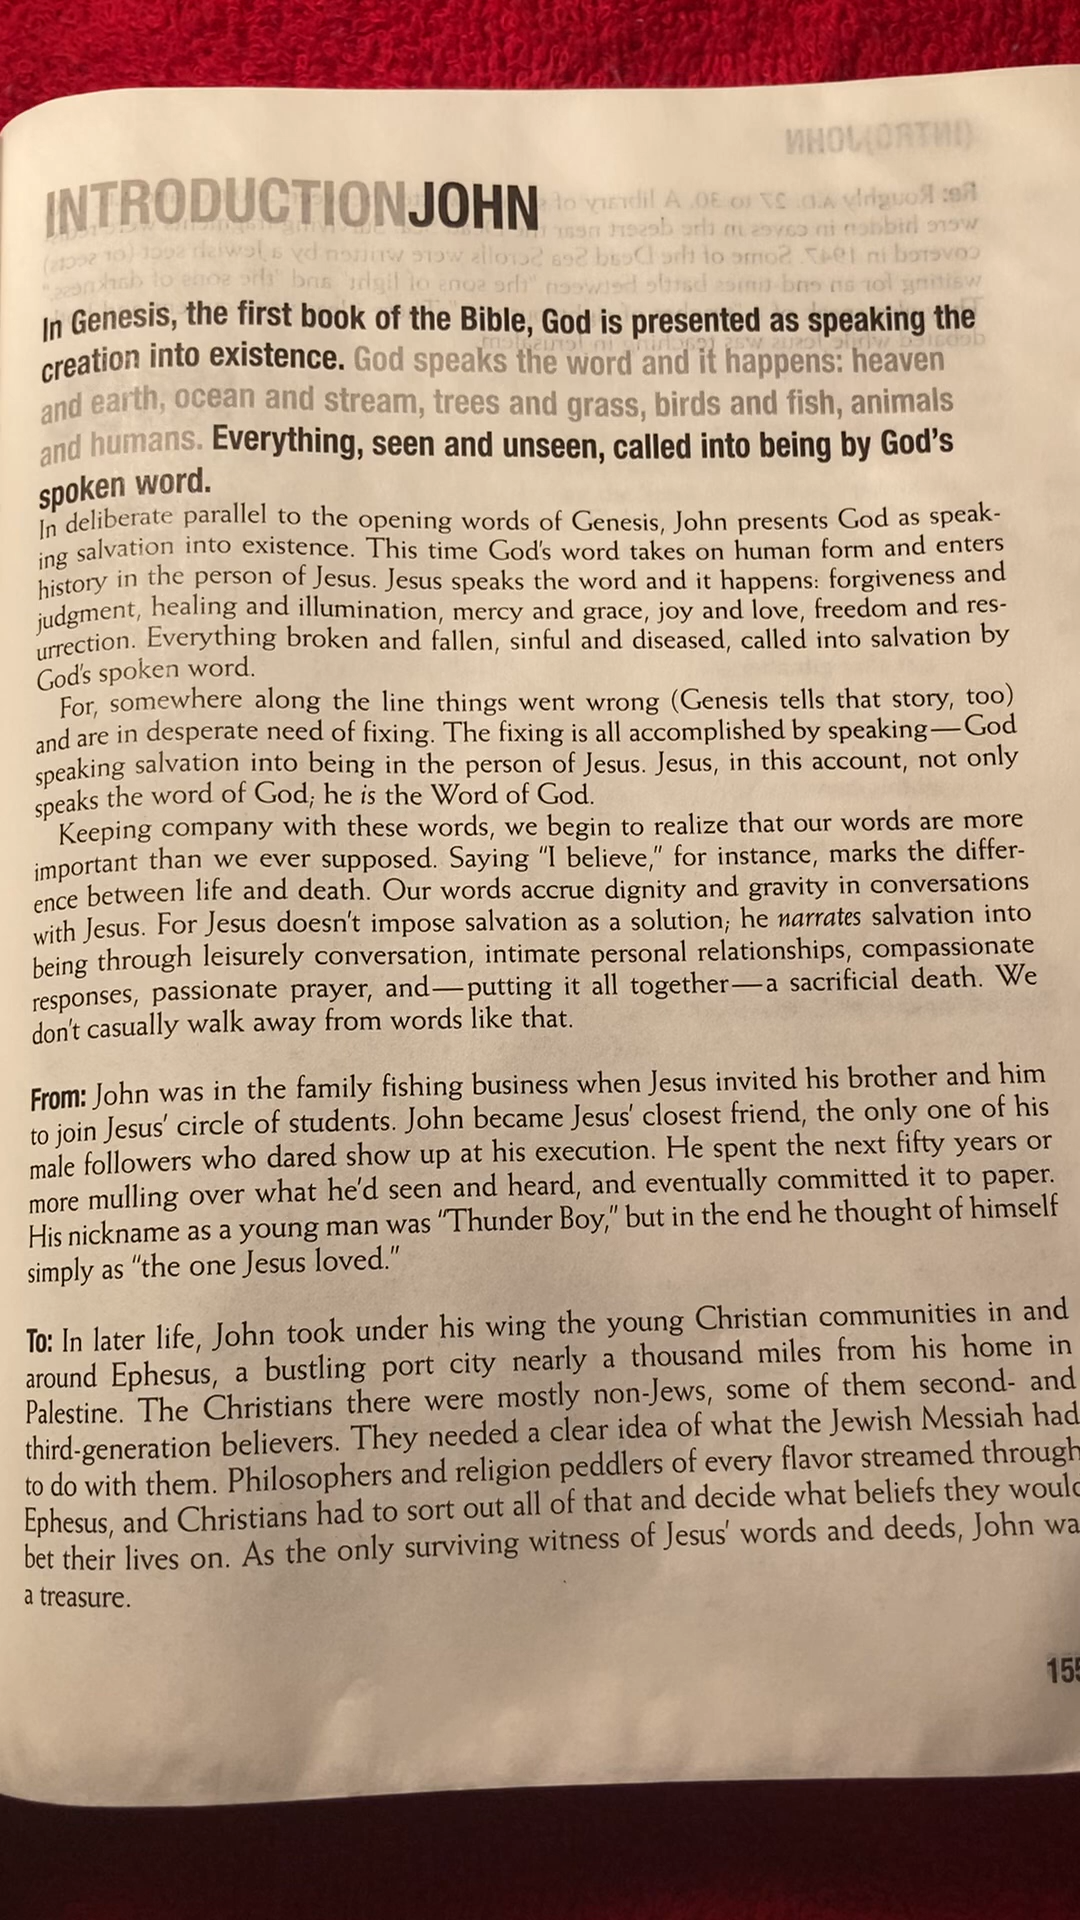 INTRODUCTIONJOHN
In Genesis, the first book of the Bible, God is presented as speaking the
creation into existence. God speaks the word and it happens: heaven
and earth, ocean and stream, trees and grass, birds and fish, animals
and humans. Everything, seen and unseen, called into being by God's
spoken word.
In deliberate parallel to the opening words of Genesis, John presents God as speak-
ing salvation into existence. This time God's word takes on human form and enters
history in the person of Jesus. Jesus speaks the word and it happens: forgiveness and
judgment, healing and illumination, mercy and grace, joy and love, freedom and res-
urrection. Everything broken and fallen, sinful and diseased, called into salvation by
God's spoken word.
For, somewhere along the line things went wrong (Genesis tells that story, too)
and are in desperate need of fixing. The fixing is all accomplished by speaking—God
speaking salvation into being in the person of Jesus. Jesus, in this account, not only
speaks the word of God; he is the Word of God.
Keeping company with these words, we begin to realize that our words are more
important than we ever supposed. Saying "I believe," for instance, marks the differ-
ence between life and death. Our words accrue dignity and gravity in conversations
with Jesus. For Jesus doesn't impose salvation as a solution; he narrates salvation into
being through leisurely conversation, intimate personal relationships, compassionate
responses, passionate prayer, and—putting it all together—a sacrificial death. We
don't casually walk away from words like that.
From: John was in the family fishing business when Jesus invited his brother and him
to join Jesus' circle of students. John became Jesus' closest friend, the only one of his
male followers who dared show up at his execution. He spent the next fifty years or
more mulling over what he'd seen and heard, and eventually committed it to paper.
His nickname as a young man was "Thunder Boy," but in the end he thought of himself
simply as "the one Jesus loved."
To: In later life, John took under his wing the young Christian communities in and
around Ephesus, a bustling port city nearly a thousand miles from his home in
Palestine. The Christians there were mostly non-Jews, some of them second- and
third-generation believers. They needed a clear idea of what the Jewish Messiah had
to do with them. Philosophers and religion peddlers of every flavor streamed through
Ephesus, and Christians had to sort out all of that and decide what beliefs they would
bet their lives on. As the only surviving witness of Jesus' words and deeds, John wa
a treasure.
155